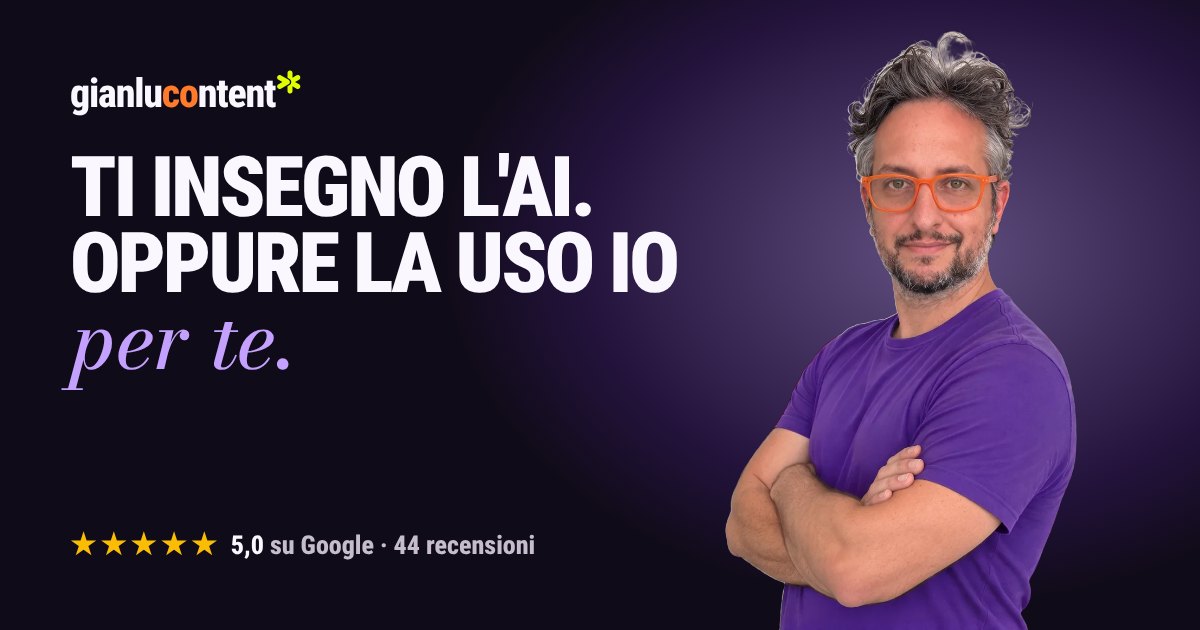 gianlucontent*
TI INSEGNO L'AI.
OPPURE LA USO IO
per te.
★★★★★ 5,0 su Google · 44 recensioni